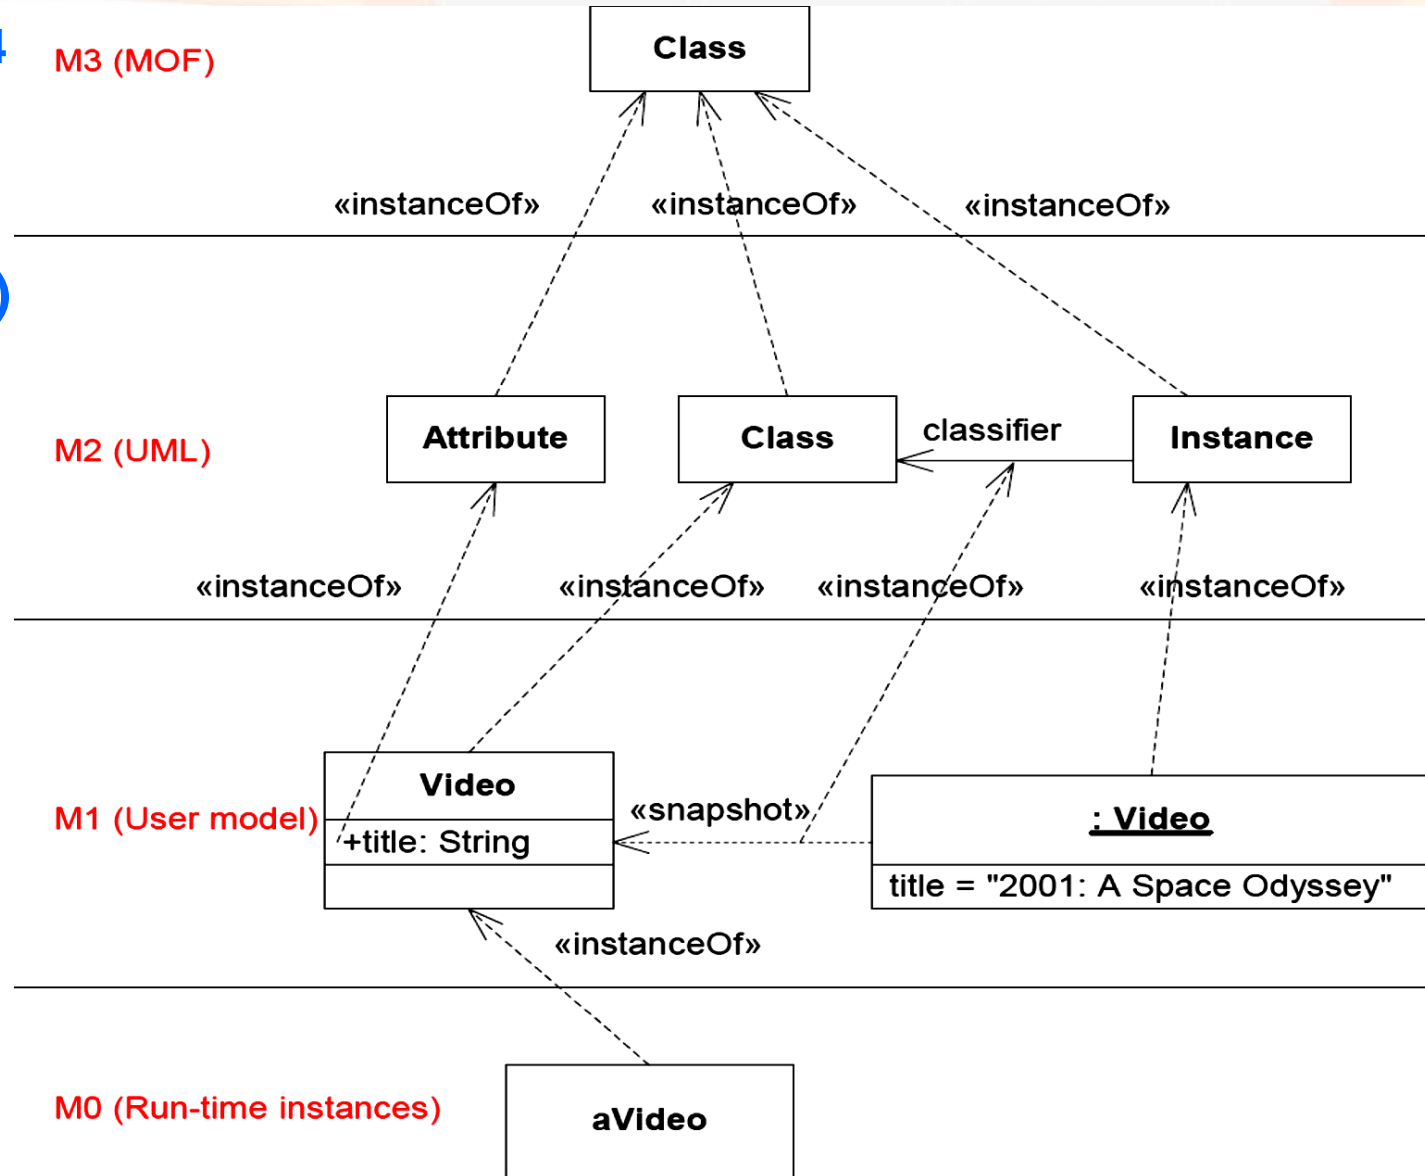 4
M3 (MOF)
Class
«instanceOf»
«instanceOf»
«instanceOf»
M2 (UML)
Attribute
Class
classifier
Instance
«instanceOf»
«instanceOf»
«instanceOf»
«instanceOf»
M1 (User model)
Video
+title: String
«snapshot»
: Video
title = "2001: A Space Odyssey"
«instanceOf»
M0 (Run-time instances)
aVideo